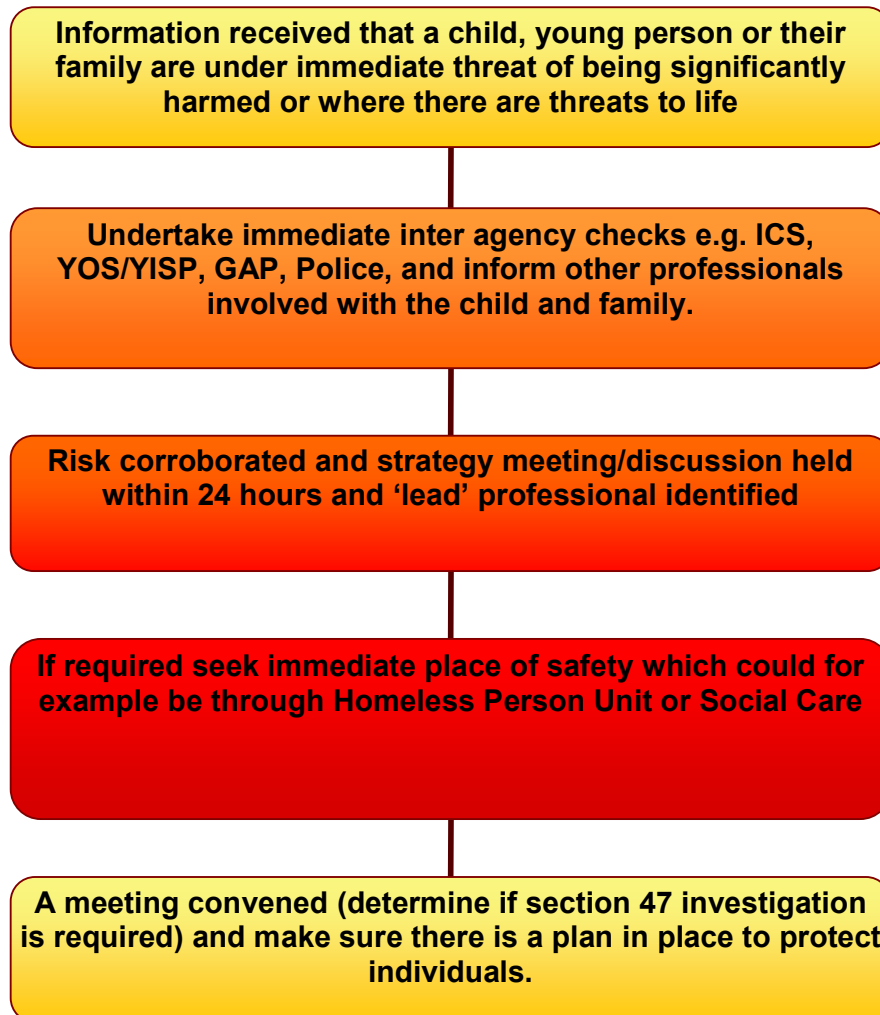 Information received that a child, young person or their
family are under immediate threat of being significantly
harmed or where there are threats to life
Undertake immediate inter agency checks e.g. ICS,
YOS/YISP, GAP, Police, and inform other professionals
involved with the child and family.
Risk corroborated and strategy meeting/discussion held
within 24 hours and ‘lead’ professional identified
If required seek immediate place of safety which could for
example be through Homeless Person Unit or Social Care
A meeting convened (determine if section 47 investigation
is required) and make sure there is a plan in place to protect
individuals.